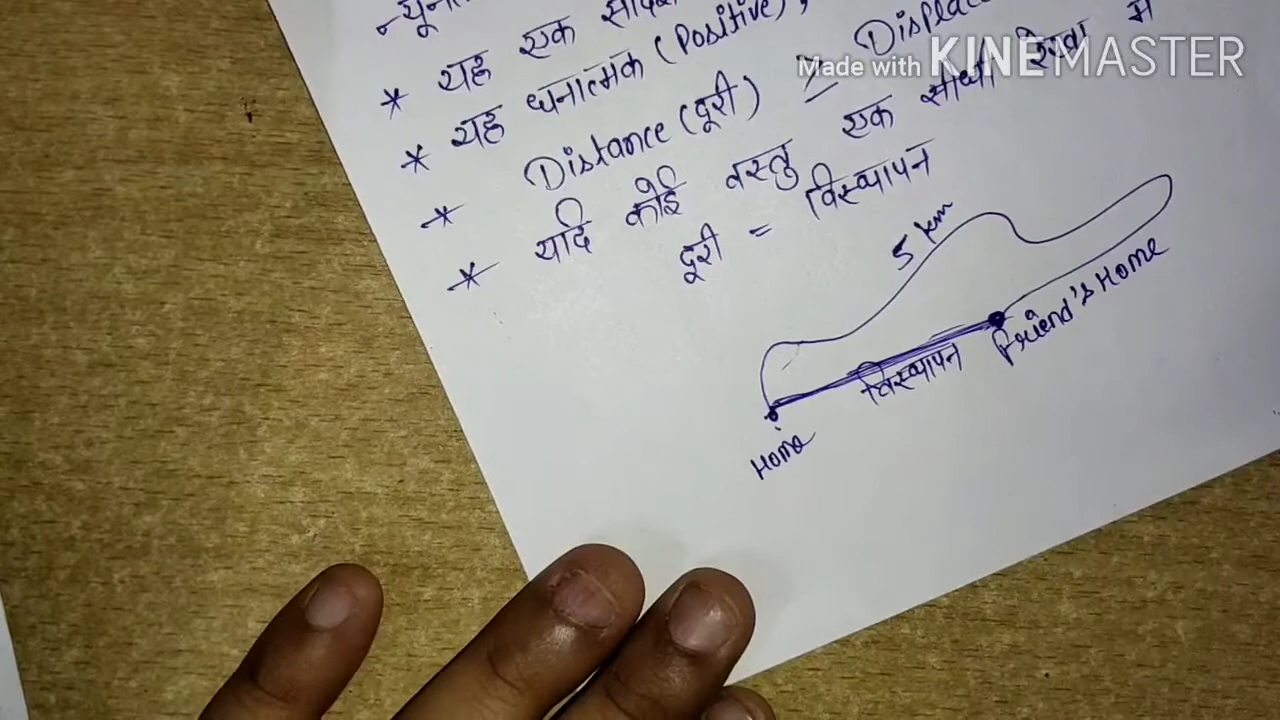 * यह एक
* यह धनात्मक (Positive),
* Distance (दूरी) ≥
* यदि कोई वस्तु एक सीधी रेखा में
दूरी = विस्थापन
5 km
विस्थापन
Friend's Home
Home
Made with KINEMASTER